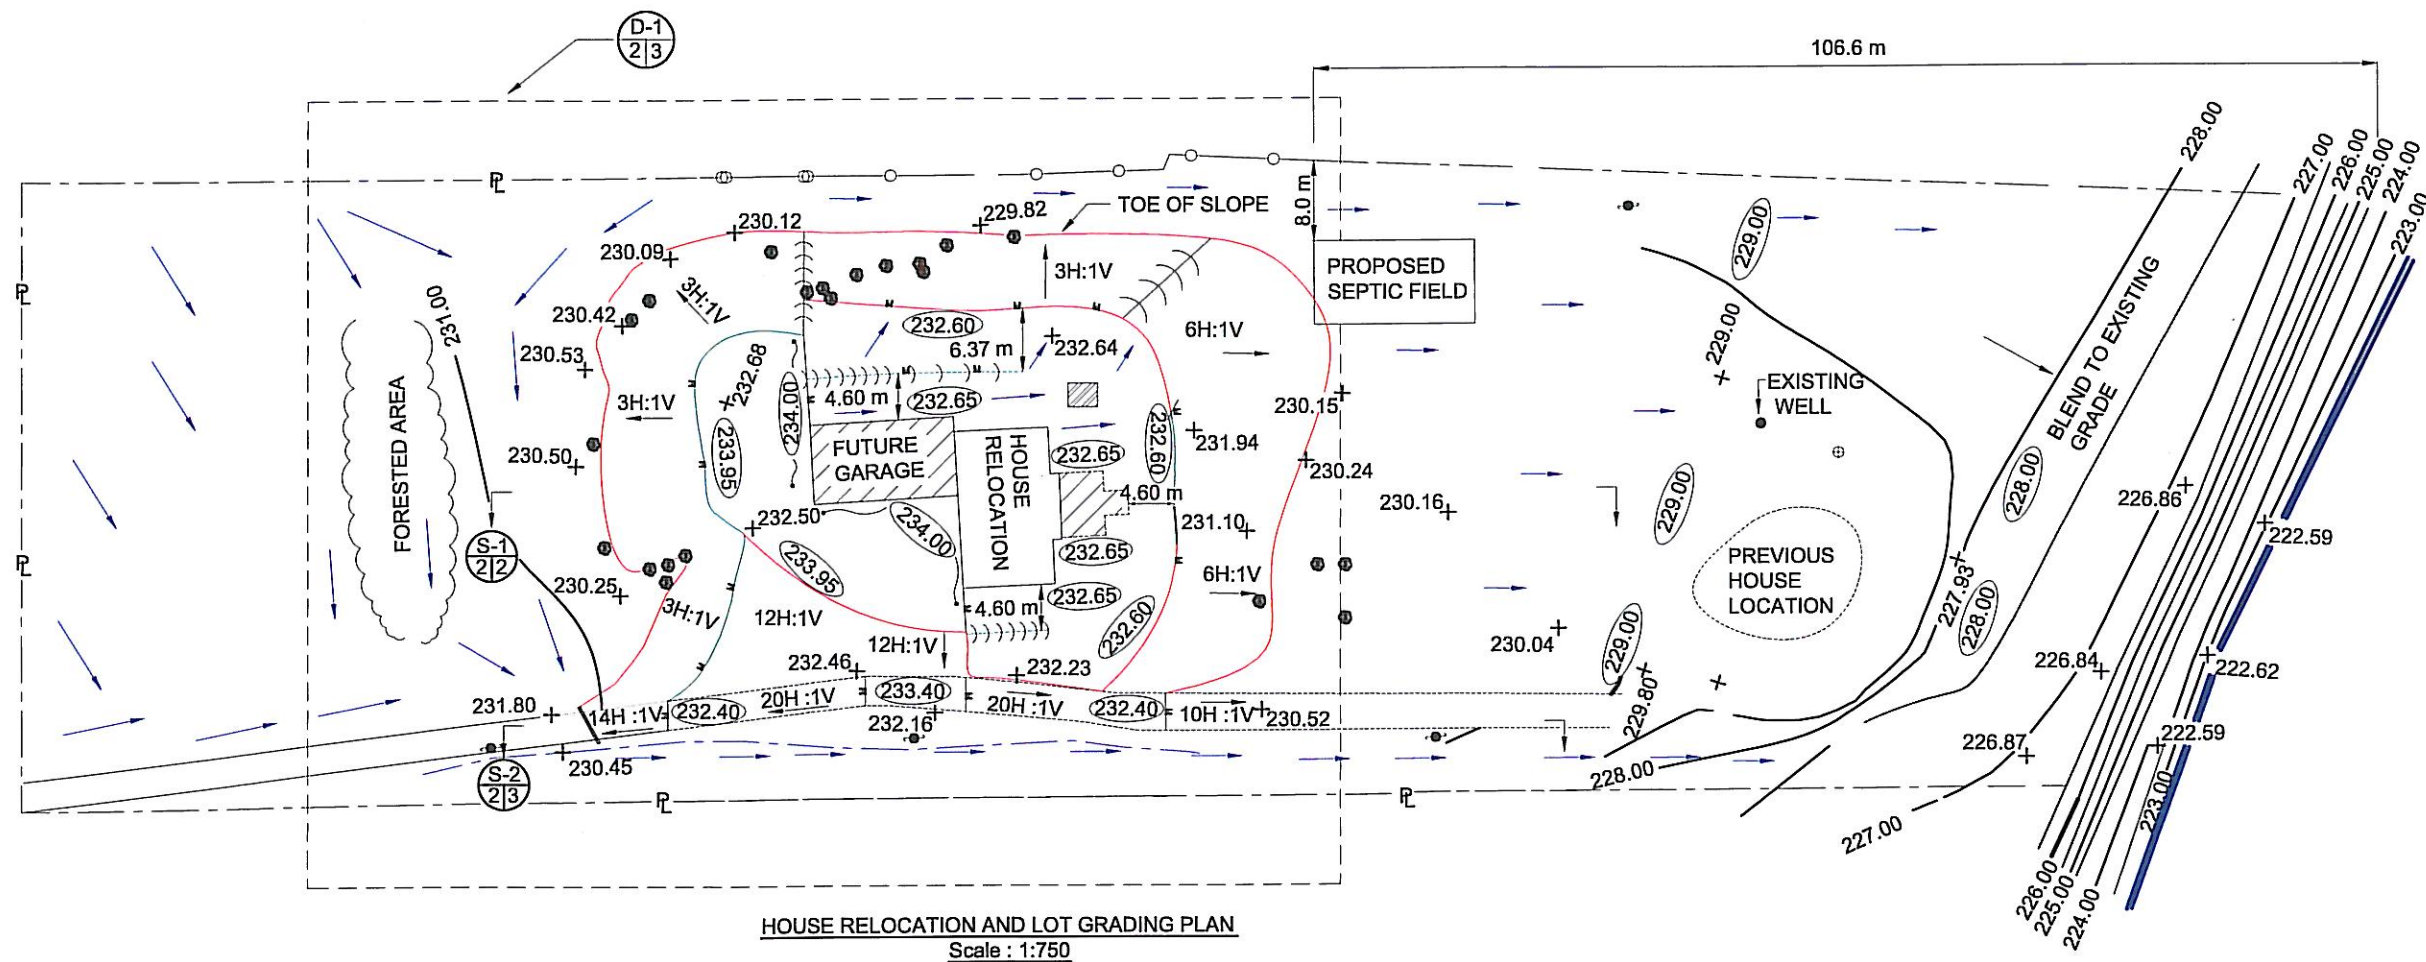 D-1
2 3
106.6 m
228.00
227.00
226.00
225.00
224.00
223.00
PL
TOE OF SLOPE
8.0 m
230.12
229.82
230.09
3H:1V
3H:1V
PROPOSED
SEPTIC FIELD
229.00
PL
231.00
230.42
232.60
6H:1V
229.00
BLEND TO EXISTING
GRADE
230.53
232.68
6.37 m
232.64
EXISTING
WELL
FORESTED AREA
3H:1V
234.00
4.60 m
232.65
230.15
233.95
FUTURE
GARAGE
HOUSE
RELOCATION
232.65
232.60
231.94
230.50
230.24
228.00
4.60 m
226.86
230.16
229.00
232.50
234.00
231.10
222.59
S-1
2 2
232.65
PREVIOUS
HOUSE
LOCATION
PL
233.95
6H:1V
227.93
230.25
3H:1V
4.60 m
232.65
228.00
12H:1V
232.60
230.04
229.00
12H:1V
232.46
232.23
226.84
222.62
229.80
231.80
14H :1V
232.40
20H :1V
233.40
20H :1V
232.40
10H :1V
230.52
232.16
226.87
222.59
230.45
S-2
2 3
228.00
PL
PL
223.00
227.00
226.00
225.00
224.00
HOUSE RELOCATION AND LOT GRADING PLAN
Scale : 1:750